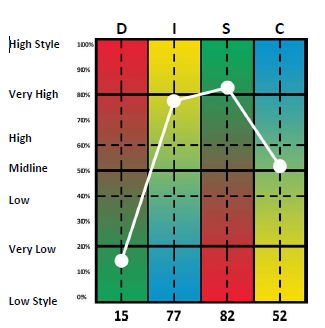 D I S C
High Style 100%
90%
Very High 80%
70%
High 60%
Midline 50%
Low 40%
30%
Very Low 20%
10%
Low Style 0%
15 77 82 52